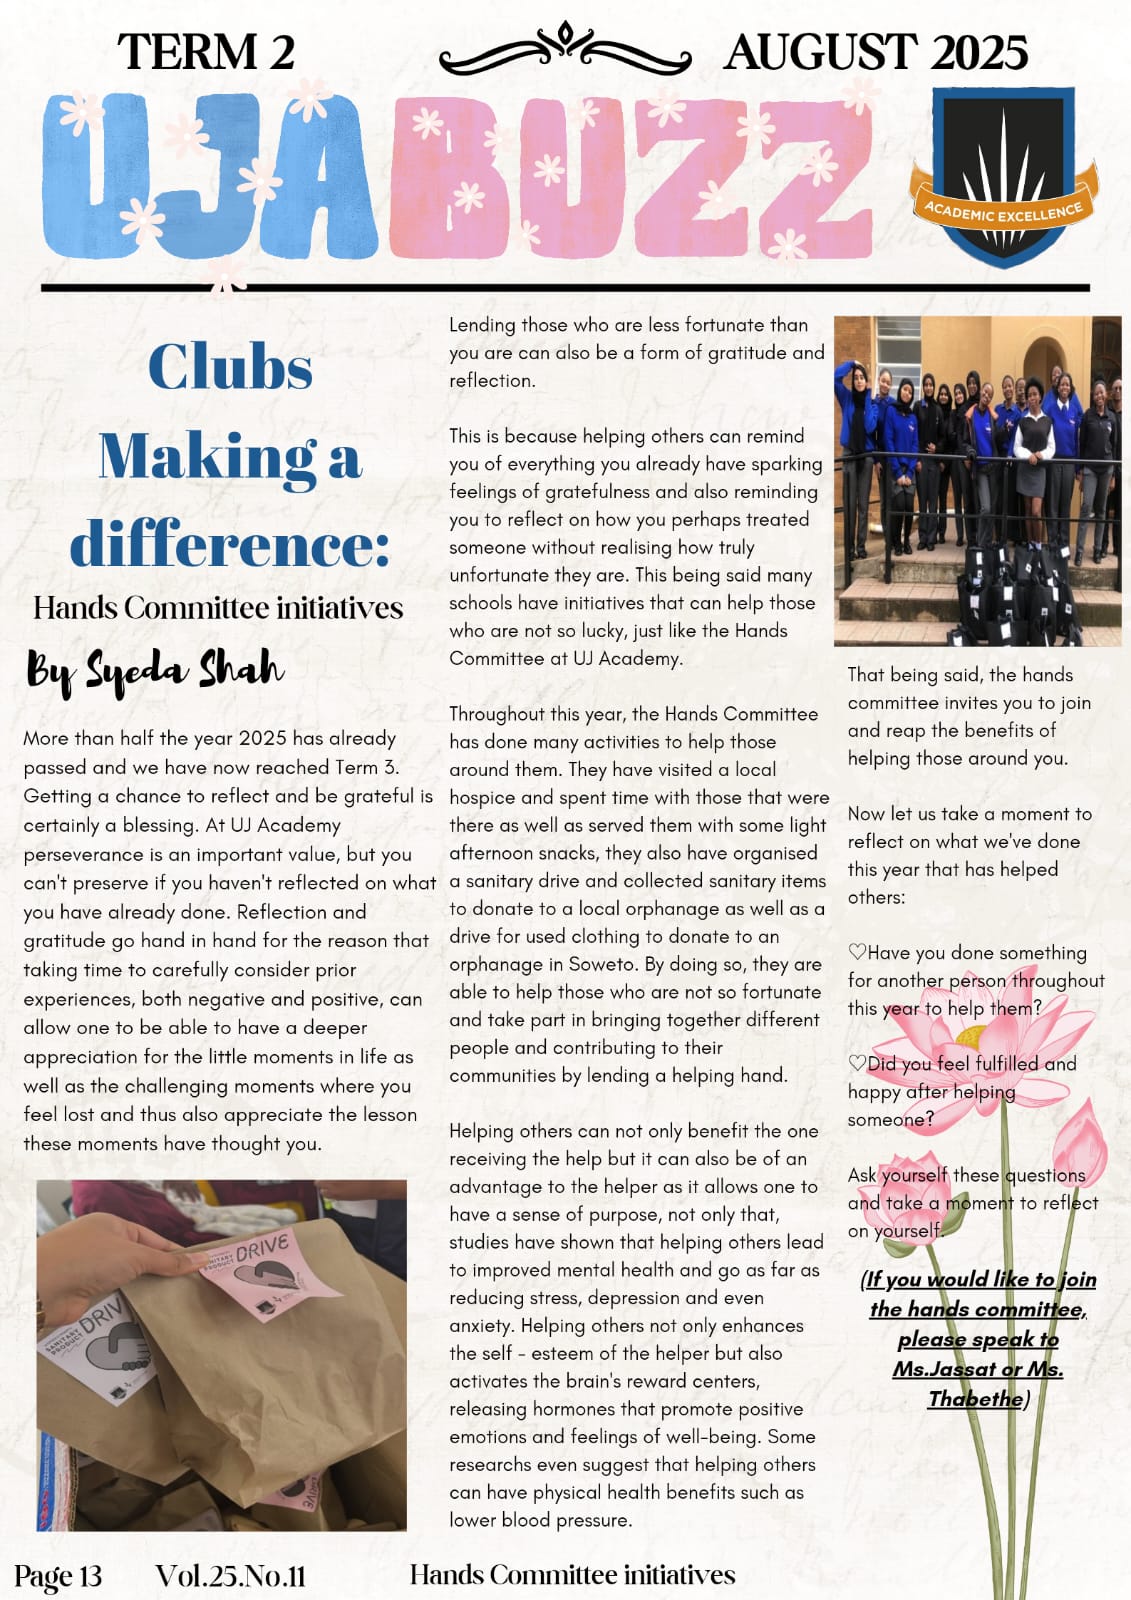 TERM 2
AUGUST 2025
UJABUZZ
ACADEMIC EXCELLENCE
Clubs
Making a
difference:
Hands Committee initiatives
By Syeda Shah
More than half the year 2025 has already
passed and we have now reached Term 3.
Getting a chance to reflect and be grateful is
certainly a blessing. At UJ Academy
perseverance is an important value, but you
can't preserve if you haven't reflected on what
you have already done. Reflection and
gratitude go hand in hand for the reason that
taking time to carefully consider prior
experiences, both negative and positive, can
allow one to be able to have a deeper
appreciation for the little moments in life as
well as the challenging moments where you
feel lost and thus also appreciate the lesson
these moments have thought you.
SANITARY
PRODUCT
DRIVE
SANITARY
PRODUCT
DRIV
Lending those who are less fortunate than
you are can also be a form of gratitude and
reflection.
This is because helping others can remind
you of everything you already have sparking
feelings of gratefulness and also reminding
you to reflect on how you perhaps treated
someone without realising how truly
unfortunate they are. This being said many
schools have initiatives that can help those
who are not so lucky, just like the Hands
Committee at UJ Academy.
Throughout this year, the Hands Committee
has done many activities to help those
around them. They have visited a local
hospice and spent time with those that were
there as well as served them with some light
afternoon snacks, they also have organised
a sanitary drive and collected sanitary items
to donate to a local orphanage as well as a
drive for used clothing to donate to an
orphanage in Soweto. By doing so, they are
able to help those who are not so fortunate
and take part in bringing together different
people and contributing to their
communities by lending a helping hand.
Helping others can not only benefit the one
receiving the help but it can also be of an
advantage to the helper as it allows one to
have a sense of purpose, not only that,
studies have shown that helping others lead
to improved mental health and go as far as
reducing stress, depression and even
anxiety. Helping others not only enhances
the self - esteem of the helper but also
activates the brain's reward centers,
releasing hormones that promote positive
emotions and feelings of well-being. Some
researchs even suggest that helping others
can have physical health benefits such as
lower blood pressure.
That being said, the hands
committee invites you to join
and reap the benefits of
helping those around you.
Now let us take a moment to
reflect on what we've done
this year that has helped
others:
♡Have you done something
for another person throughout
this year to help them?
♡Did you feel fulfilled and
happy after helping
someone?
Ask yourself these questions
and take a moment to reflect
on yourself.
(If you would like to join
the hands committee,
please speak to
Ms.Jassat or Ms.
Thabethe)
Page 13
Vol.25.No.11
Hands Committee initiatives